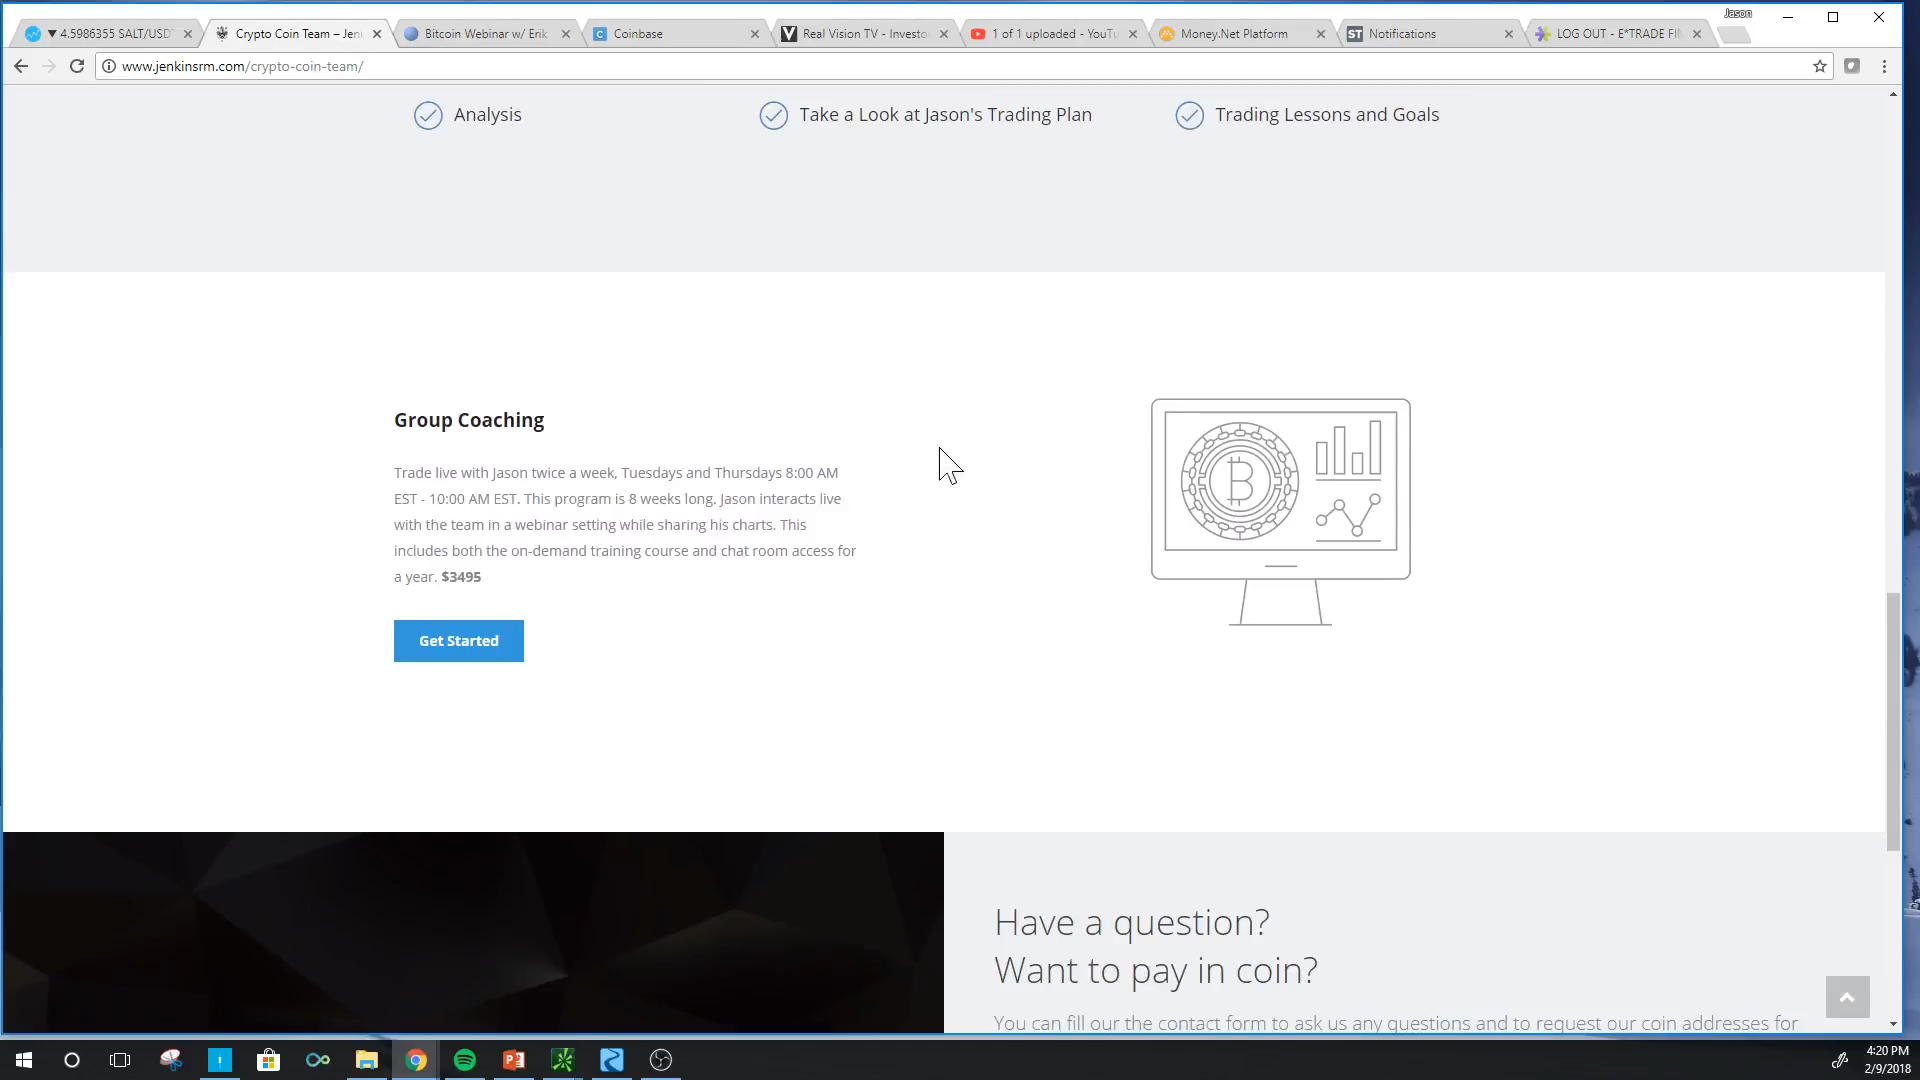 Jason
▼ 4.5986355 SALT/USDT
Crypto Coin Team – Jen
Bitcoin Webinar w/ Erik
Coinbase
Real Vision TV - Investo
1 of 1 uploaded - YouTu
Money.Net Platform
ST Notifications
LOG OUT - E*TRADE FIN
www.jenkinsrm.com/crypto-coin-team/
Analysis
Take a Look at Jason's Trading Plan
Trading Lessons and Goals
Group Coaching
Trade live with Jason twice a week, Tuesdays and Thursdays 8:00 AM
EST - 10:00 AM EST. This program is 8 weeks long, Jason interacts live
with the team in a webinar setting while sharing his charts. This
includes both the on-demand training course and chat room access for
a year. $3495
Get Started
Have a question?
Want to pay in coin?
You can fill our the contact form to ask us any questions and to request our coin addresses for
4:20 PM
2/9/2018